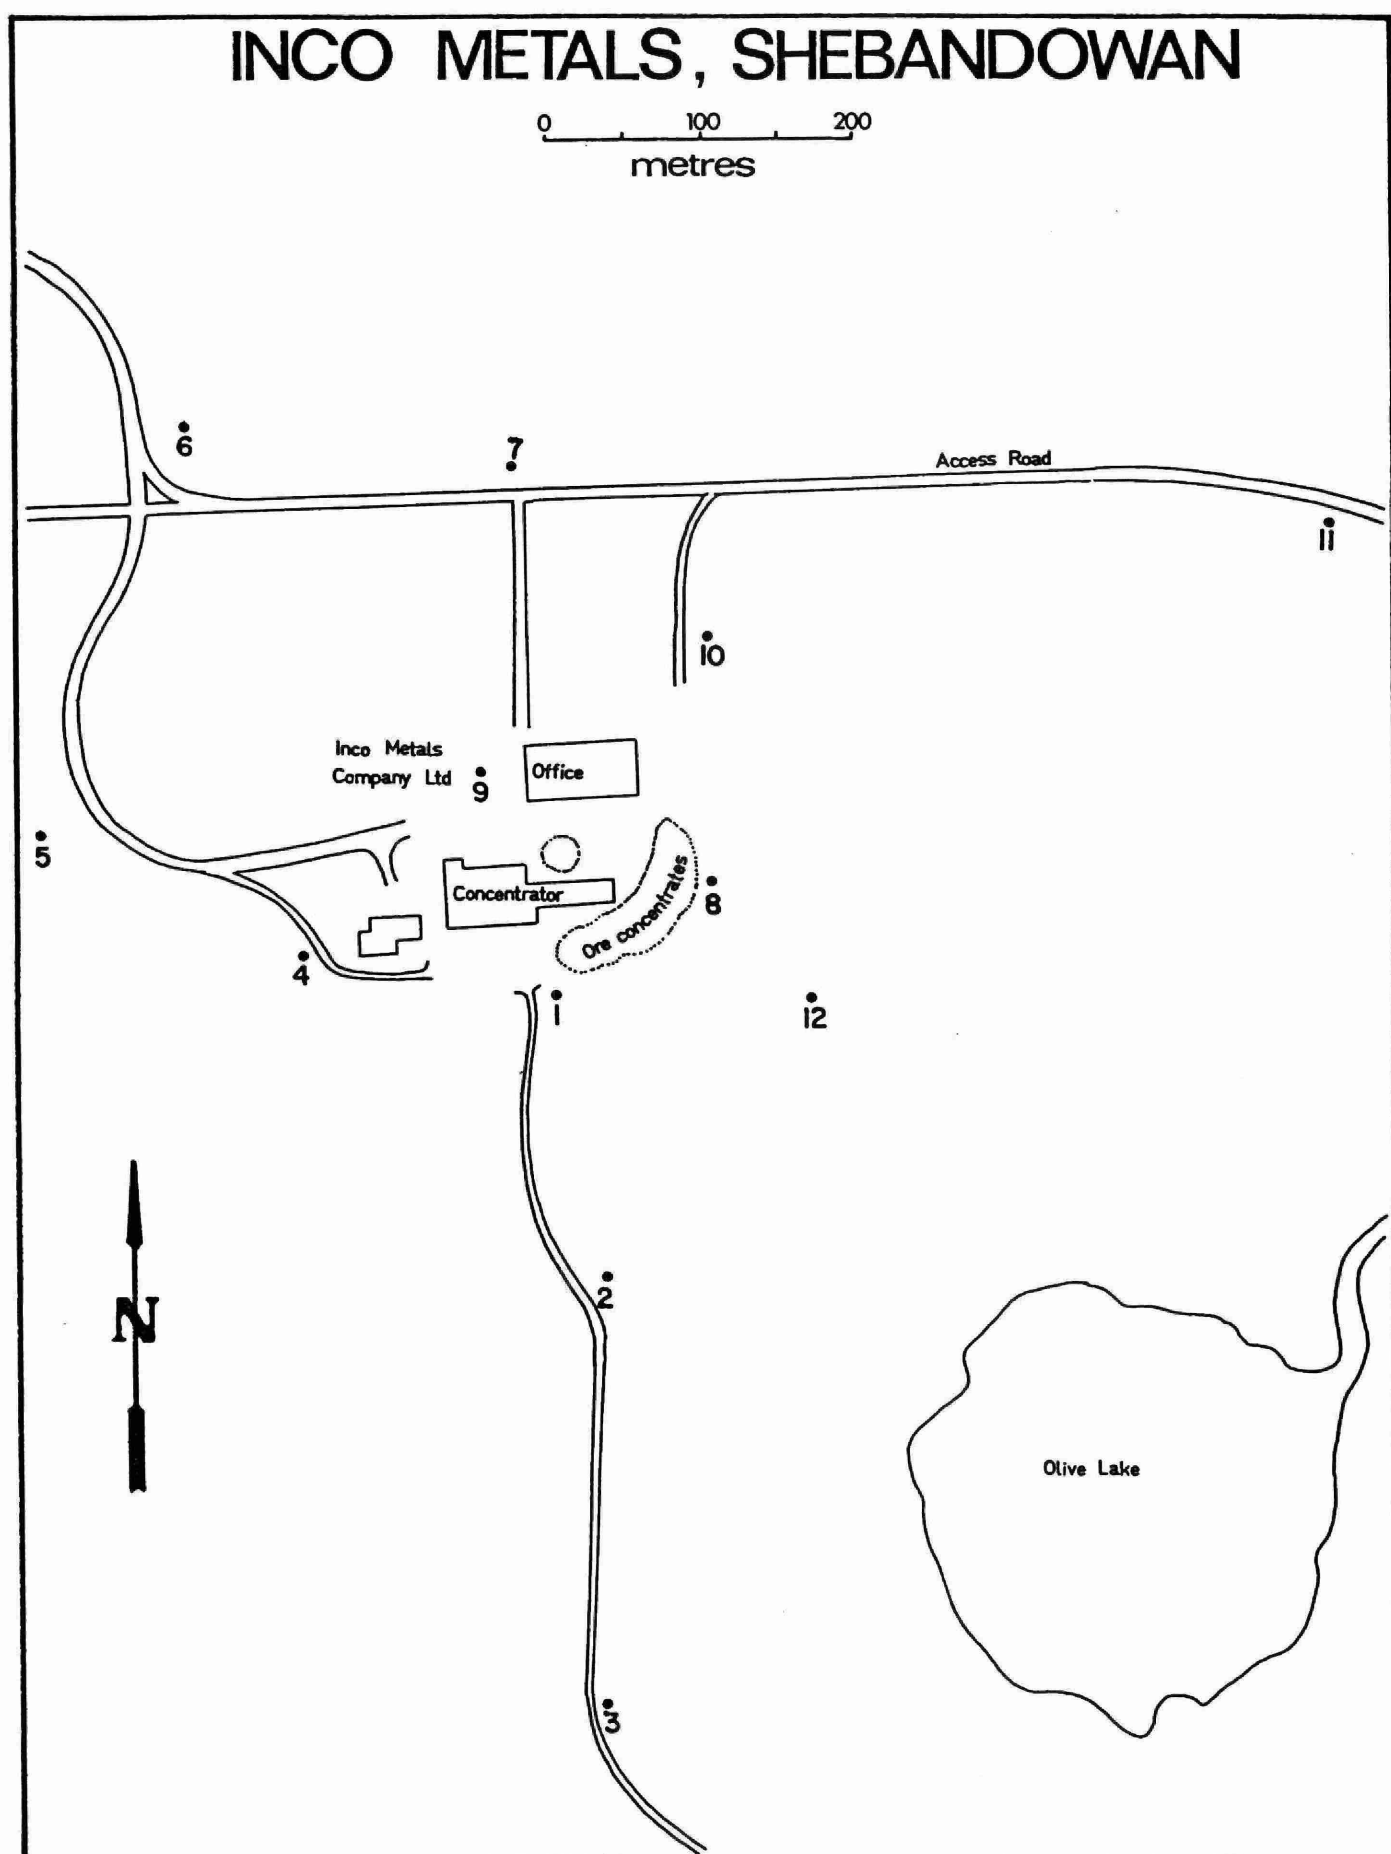 INCO METALS, SHEBANDOWAN
0 100 200
metres
6
7
Access Road
11
10
Inco Metals
Company Ltd
9
Office
5
Concentrator
Ore concentrates
8
4
1
12
2
N
Olive Lake
3